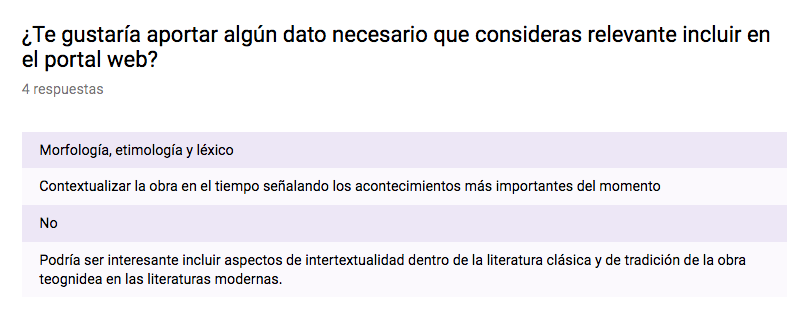 ¿Te gustaría aportar algún dato necesario que consideras relevante incluir en
el portal web?
4 respuestas
Morfología, etimología y léxico
Contextualizar la obra en el tiempo señalando los acontecimientos más importantes del momento
No
Podría ser interesante incluir aspectos de intertextualidad dentro de la literatura clásica y de tradición de la obra
teognidea en las literaturas modernas.